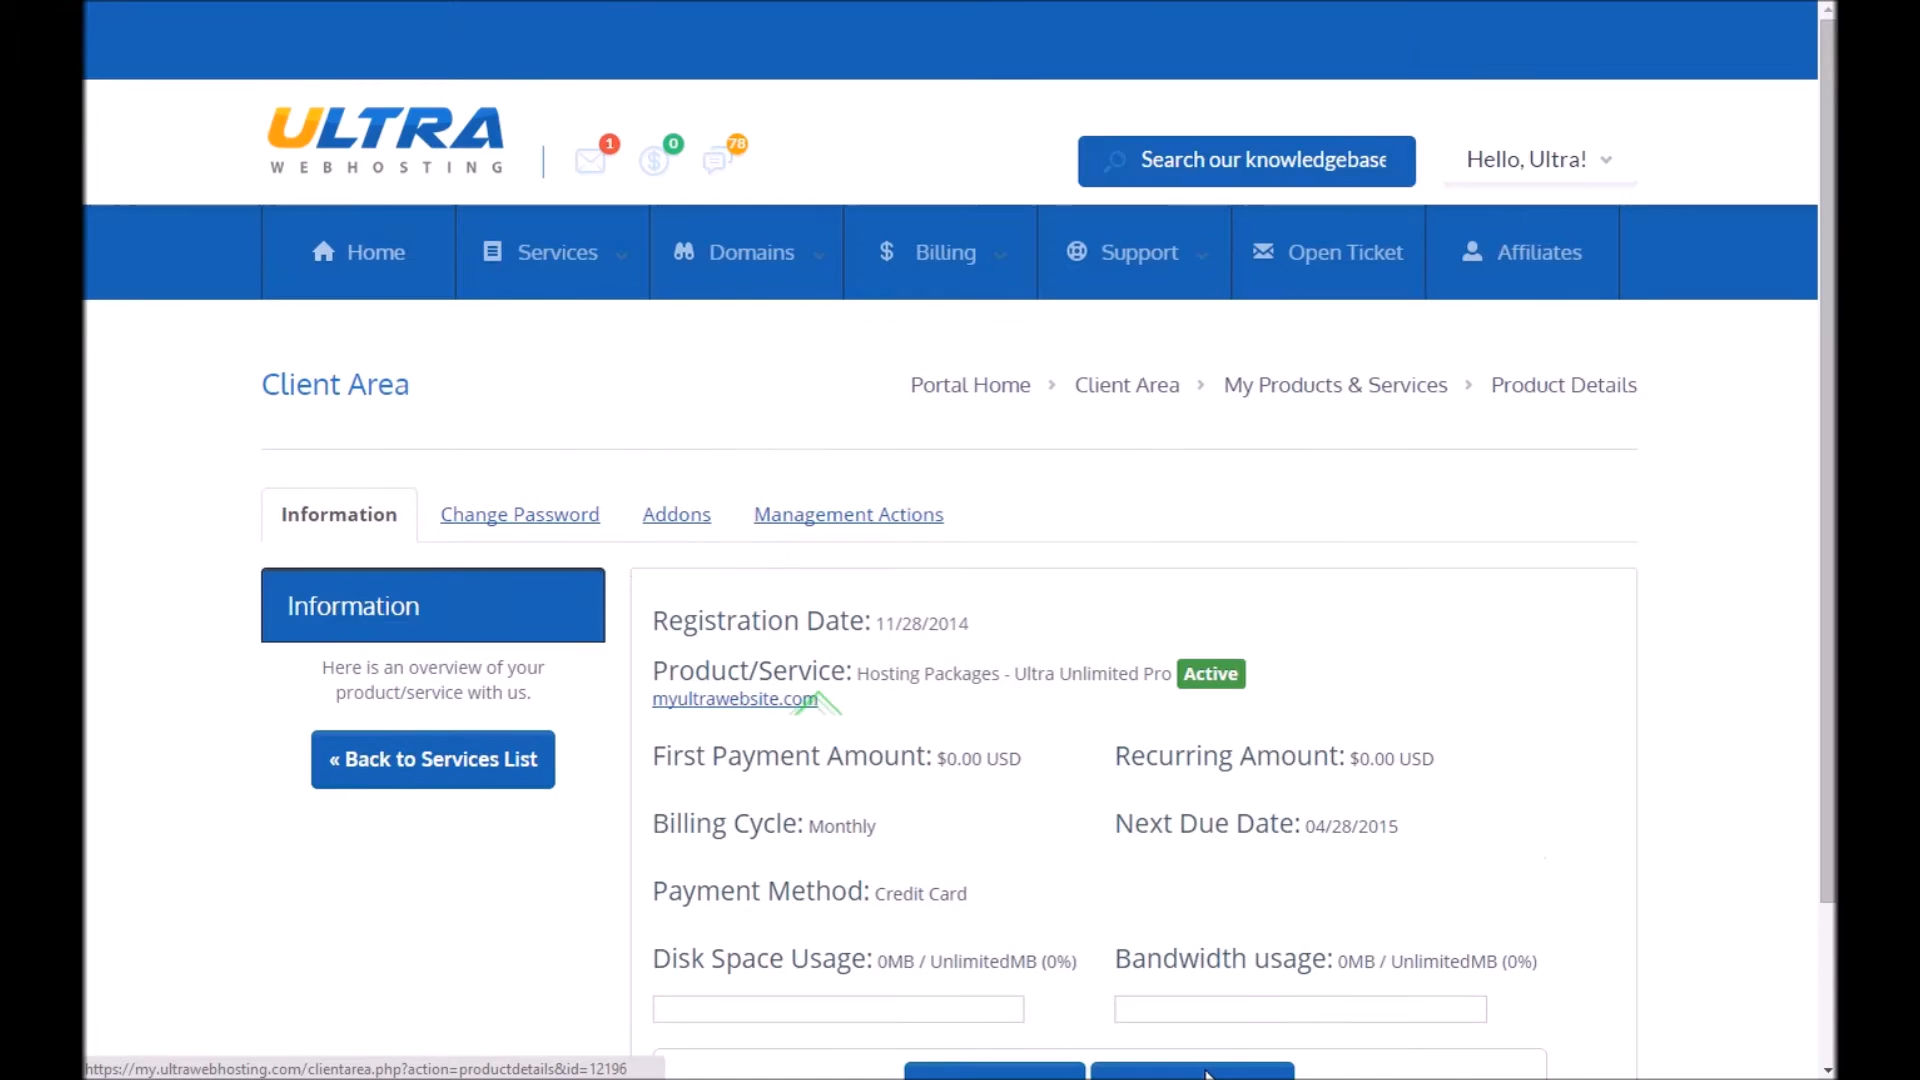 ULTRA
WEBHOSTING
1
0
78
Search our knowledgebase
Hello, Ultra!
Home
Services
Domains
$ Billing
Support
Open Ticket
Affiliates
Client Area
Portal Home › Client Area › My Products & Services › Product Details
Information
Change Password
Addons
Management Actions
Information
Here is an overview of your
product/service with us.
« Back to Services List
Registration Date: 11/28/2014
Product/Service: Hosting Packages - Ultra Unlimited Pro Active
myultrawebsite.com
First Payment Amount: $0.00 USD
Recurring Amount: $0.00 USD
Billing Cycle: Monthly
Next Due Date: 04/28/2015
Payment Method: Credit Card
Disk Space Usage: 0MB / UnlimitedMB (0%)
Bandwidth usage: 0MB / UnlimitedMB (0%)
https://my.ultrawebhosting.com/clientarea.php?action=productdetails&id=12196